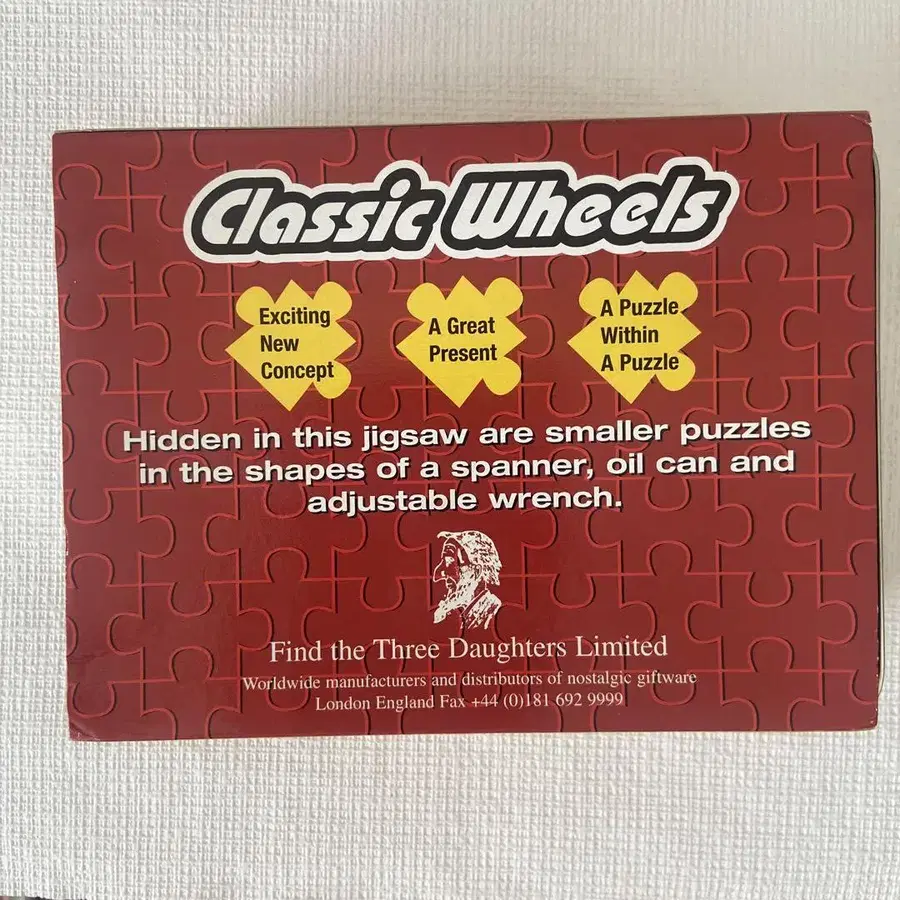 Classic Wheels
Exciting
New
Concept
A Great
Present
A Puzzle
Within
A Puzzle
Hidden in this jigsaw are smaller puzzles
in the shapes of a spanner, oil can and
adjustable wrench.
Find the Three Daughters Limited
Worldwide manufacturers and distributors of nostalgic giftware
London England Fax +44 (0)181 692 9999